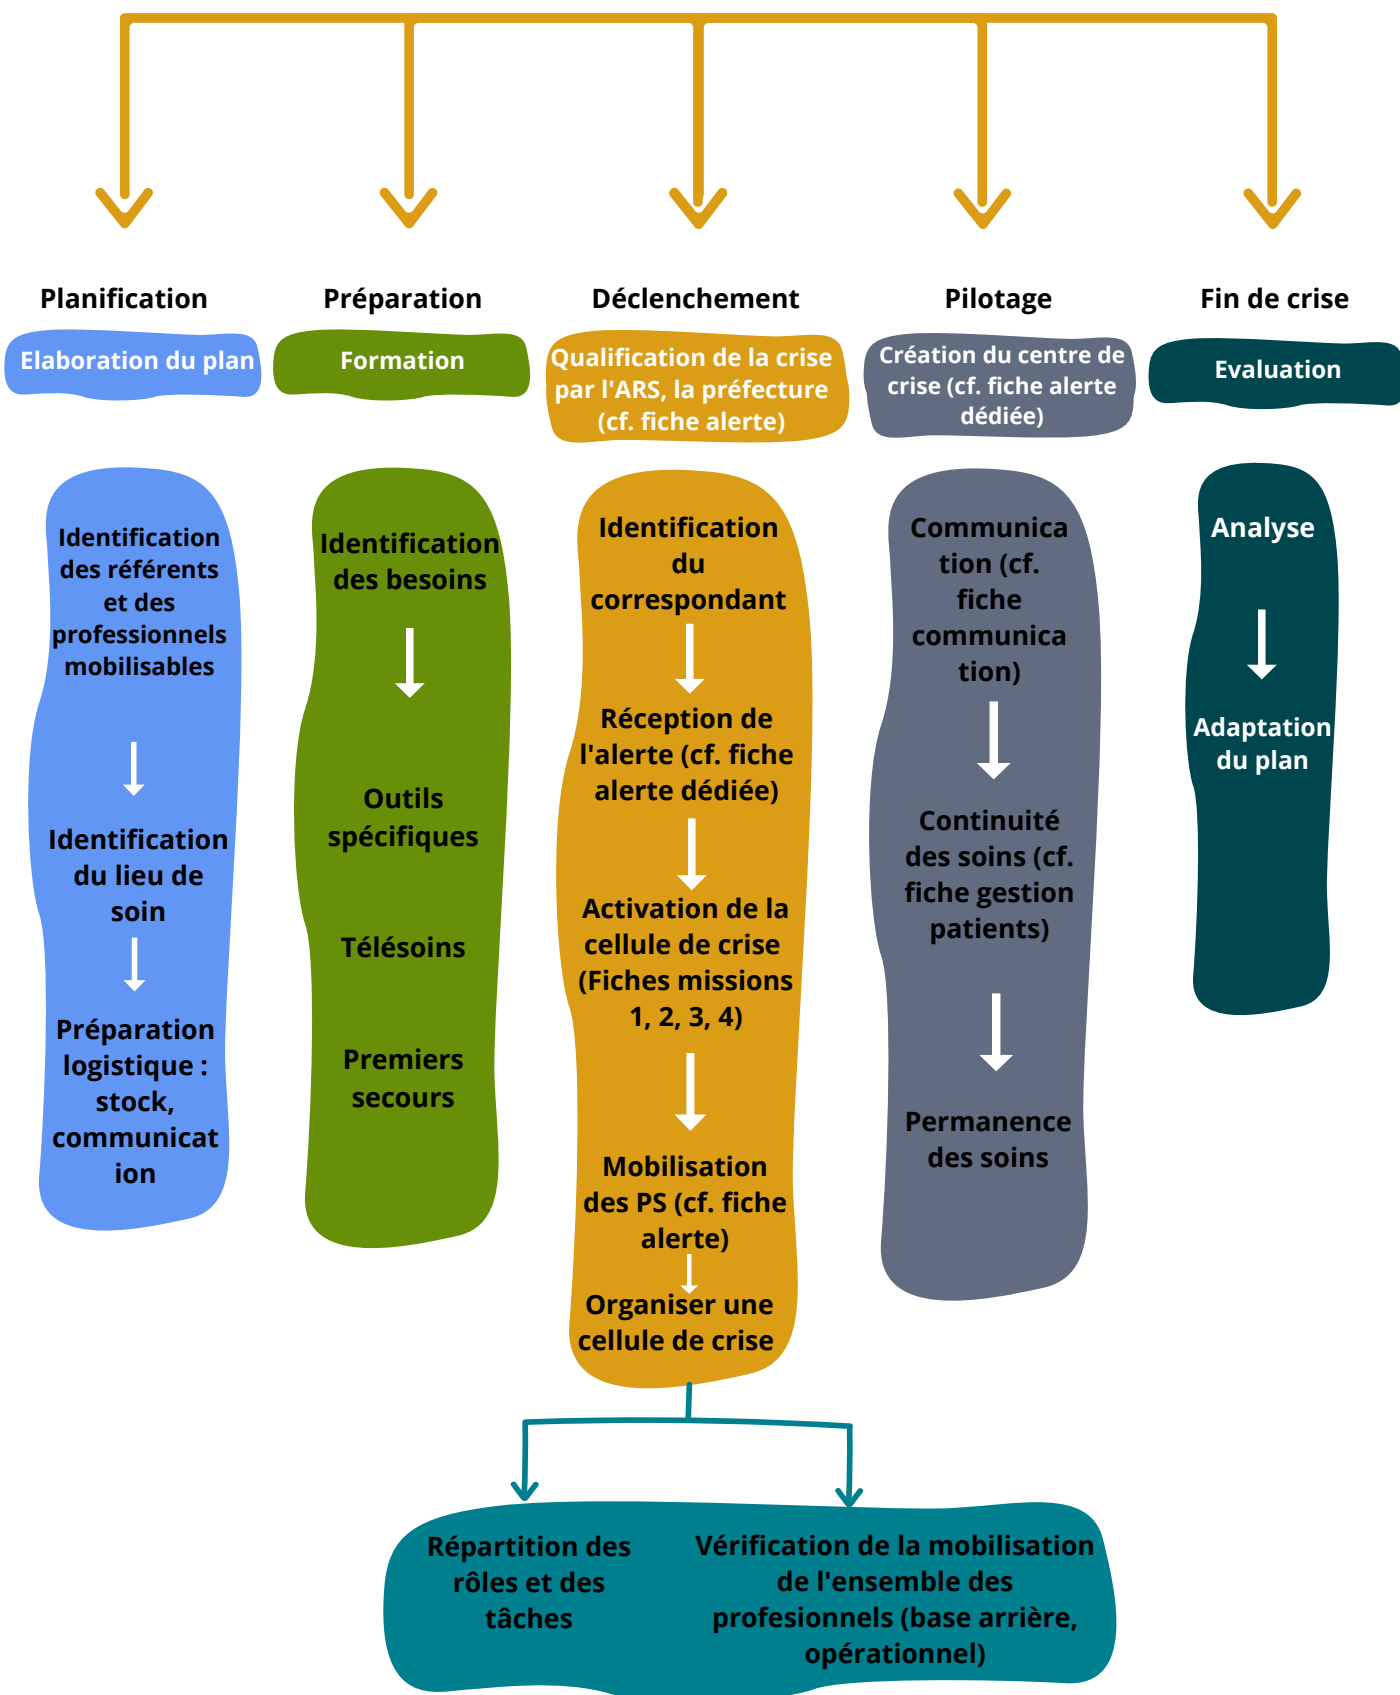 Planification
Elaboration du plan
Identification
des référents
et des
professionnels
mobilisables
Identification
du lieu de
soin
Préparation
logistique :
stock,
communicat
ion
Préparation
Formation
Identification
des besoins
Outils
spécifiques
Télésoins
Premiers
secours
Déclenchement
Qualification de la crise
par l'ARS, la préfecture
(cf. fiche alerte)
Identification
du
correspondant
Réception de
l'alerte (cf. fiche
alerte dédiée)
Activation de la
cellule de crise
(Fiches missions
1, 2, 3, 4)
Mobilisation
des PS (cf. fiche
alerte)
Organiser une
cellule de crise
Répartition des
rôles et des
tâches
Vérification de la mobilisation
de l'ensemble des
profesionnels (base arrière,
opérationnel)
Pilotage
Création du centre de
crise (cf. fiche alerte
dédiée)
Communica
tion (cf.
fiche
communica
tion)
Continuité
des soins (cf.
fiche gestion
patients)
Permanence
des soins
Fin de crise
Evaluation
Analyse
Adaptation
du plan